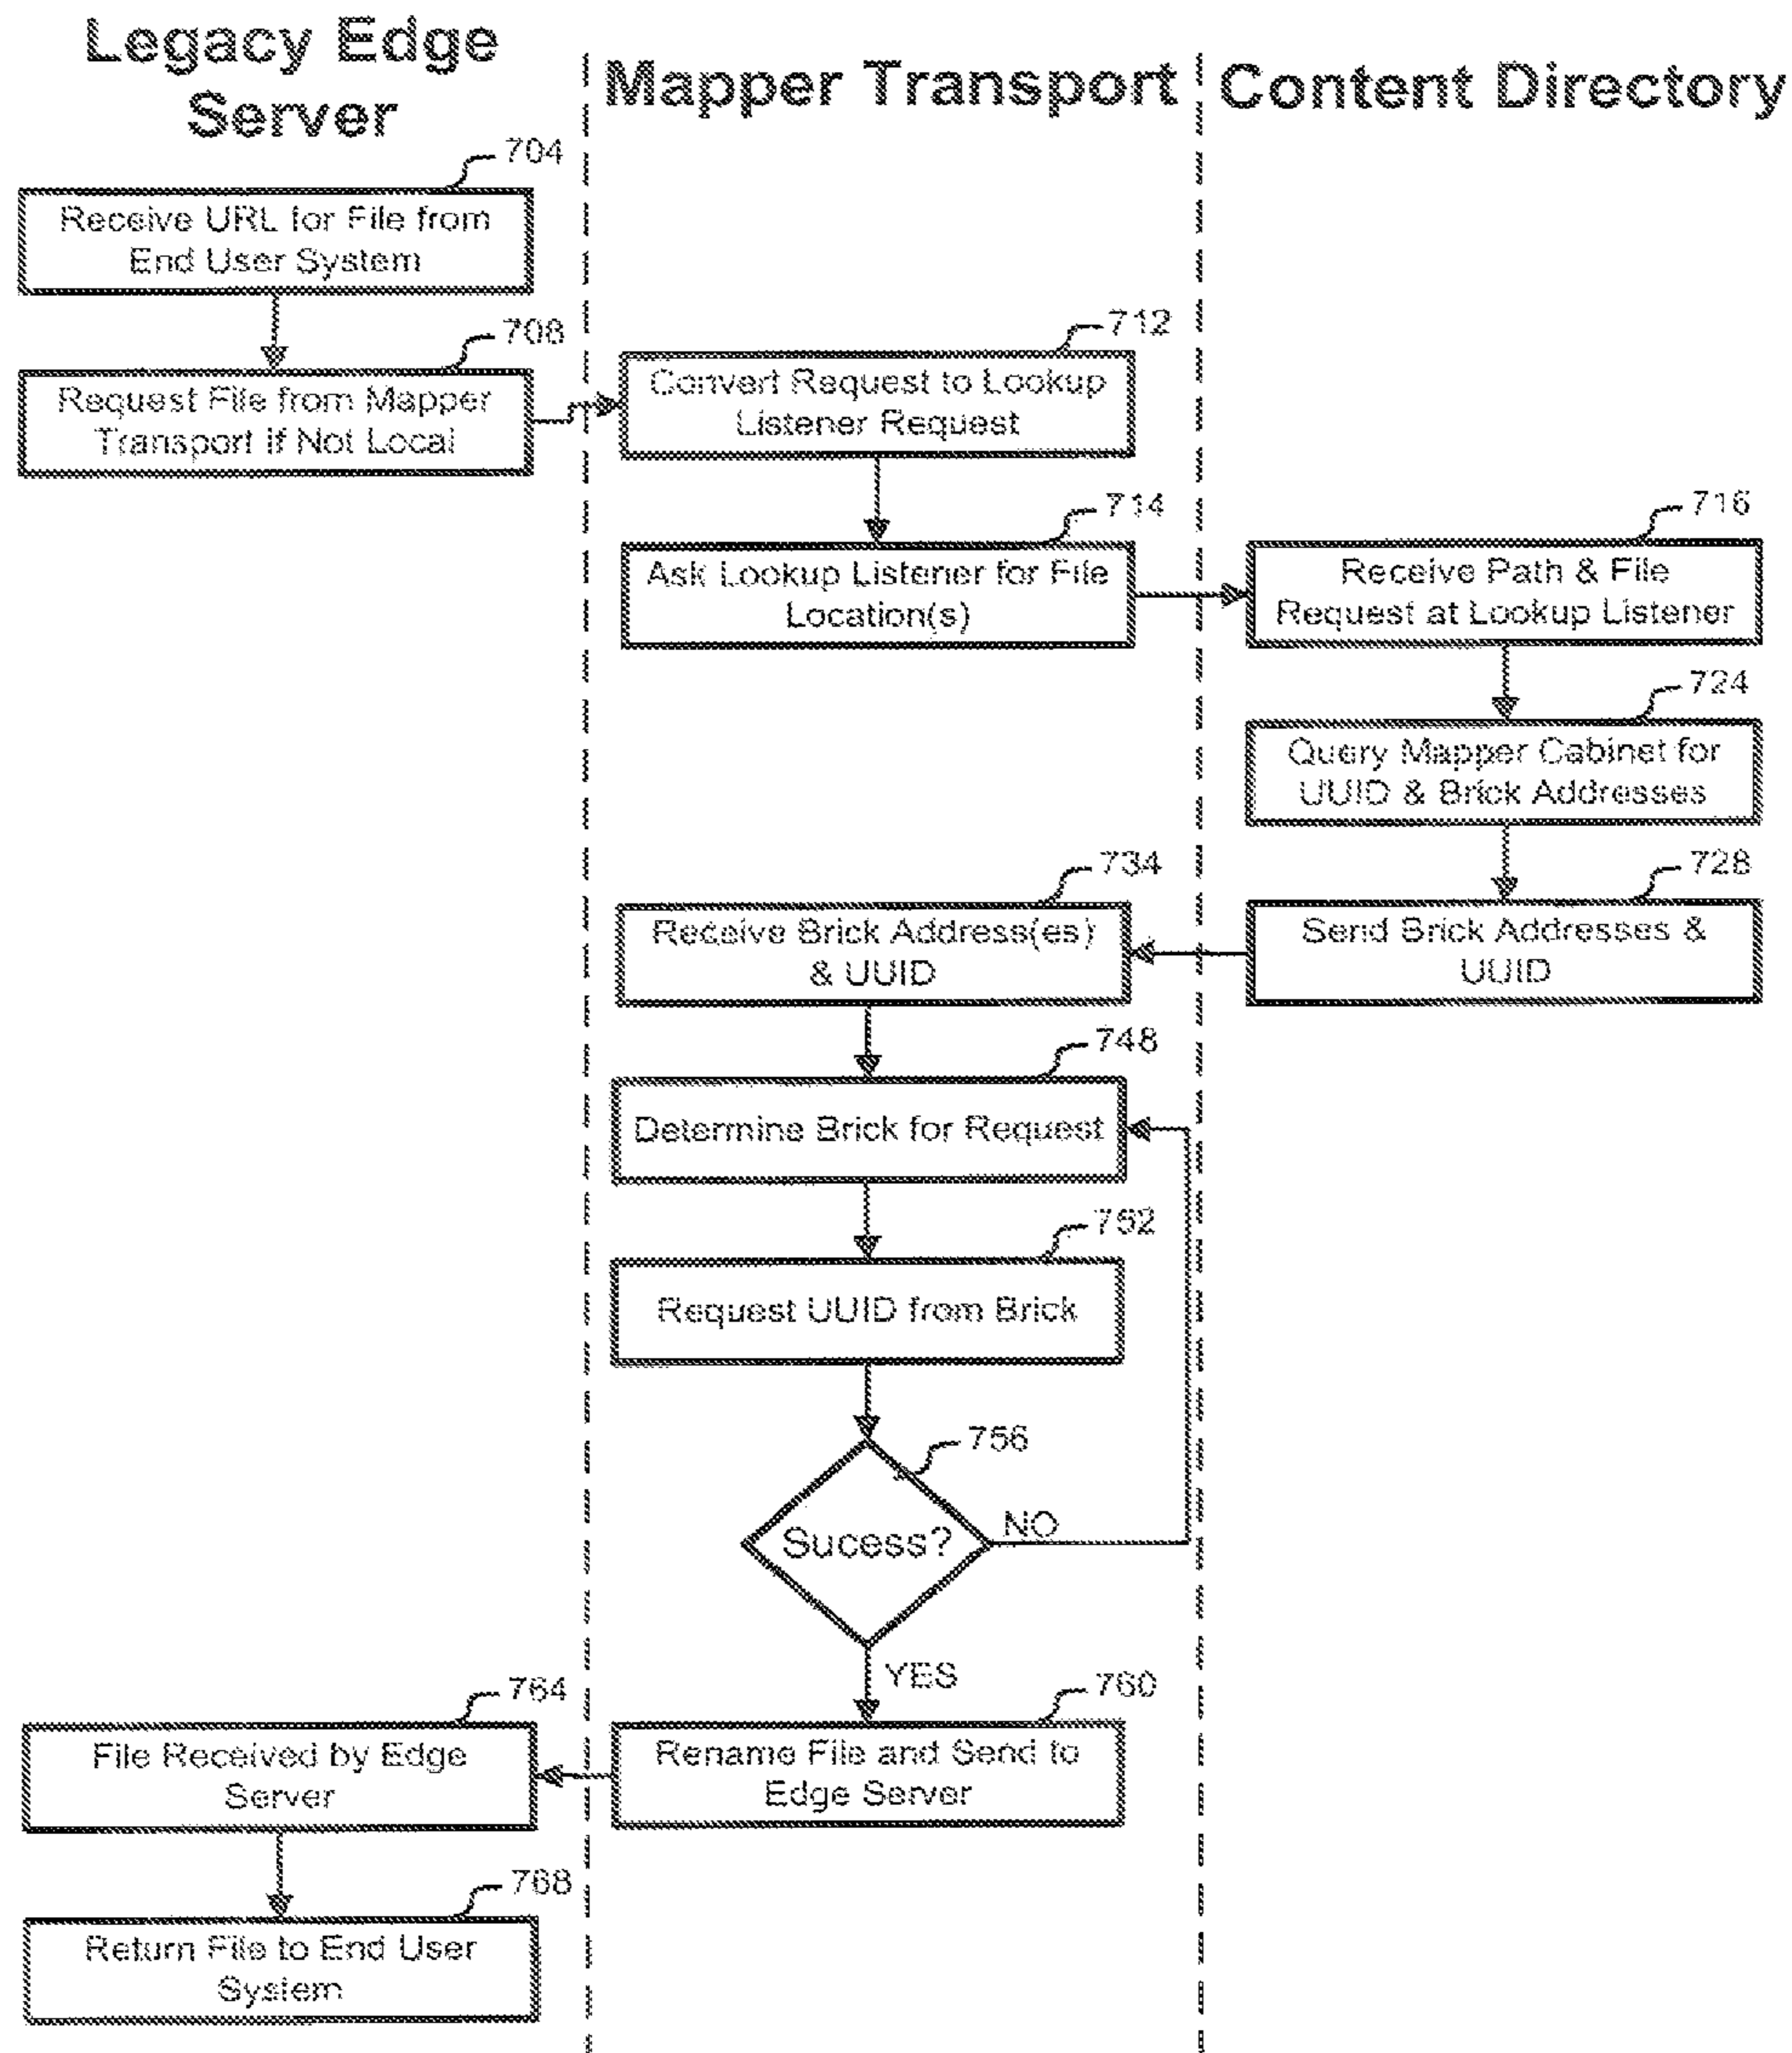 Legacy Edge
Server
Mapper Transport
Content Directory
704
Receive URL for File from
End User System
708
Request File from Mapper
Transport if Not Local
712
Convert Request to Lookup
Listener Request
714
Ask Lookup Listener for File
Location(s)
716
Receive Path & File
Request at Lookup Listener
724
Query Mapper Cabinet for
UUID & Brick Addresses
728
Send Brick Addresses &
UUID
734
Receive Brick Address(es)
& UUID
748
Determine Brick for Request
752
Request UUID from Brick
756
Sucess?
NO
YES
760
Rename File and Send to
Edge Server
764
File Received by Edge
Server
768
Return File to End User
System